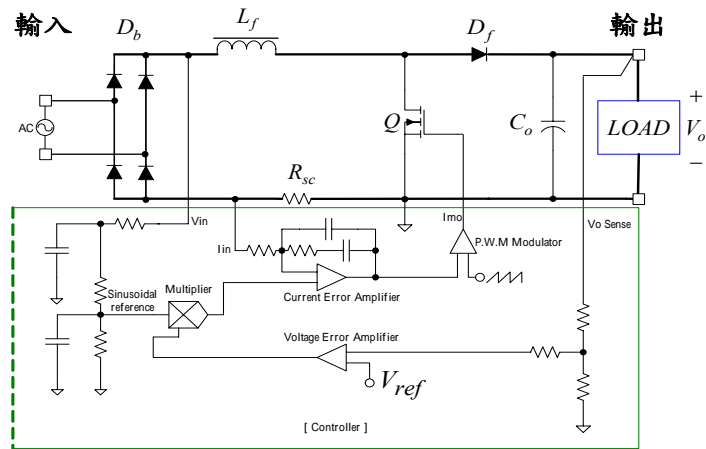 輸入
輸出
D_b
L_f
D_f
AC
Q
C_o
LOAD
+
V_o
−
R_sc
Imo
Vin
Iin
P.W.M Modulator
Vo Sense
Sinusoidal
reference
Multiplier
Current Error Amplifier
Voltage Error Amplifier
V_ref
[ Controller ]